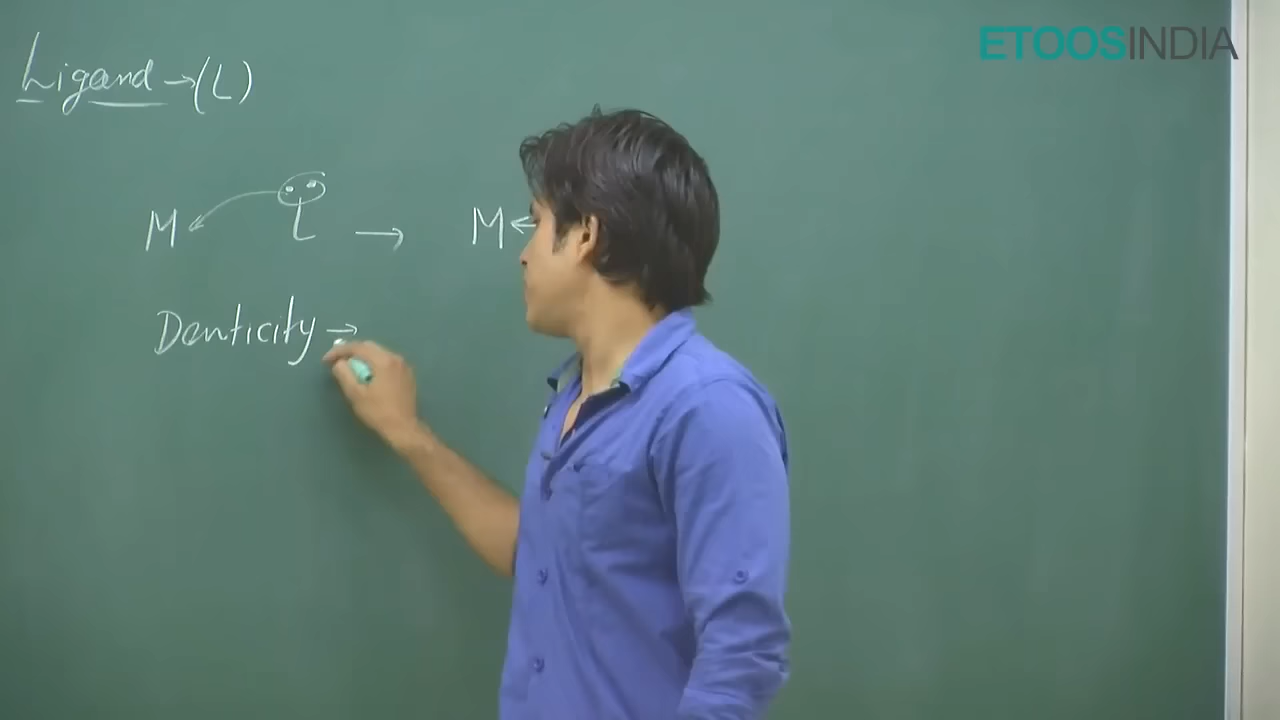 ETOOSINDIA
Ligand → (L)
M L → M ←
Denticity →